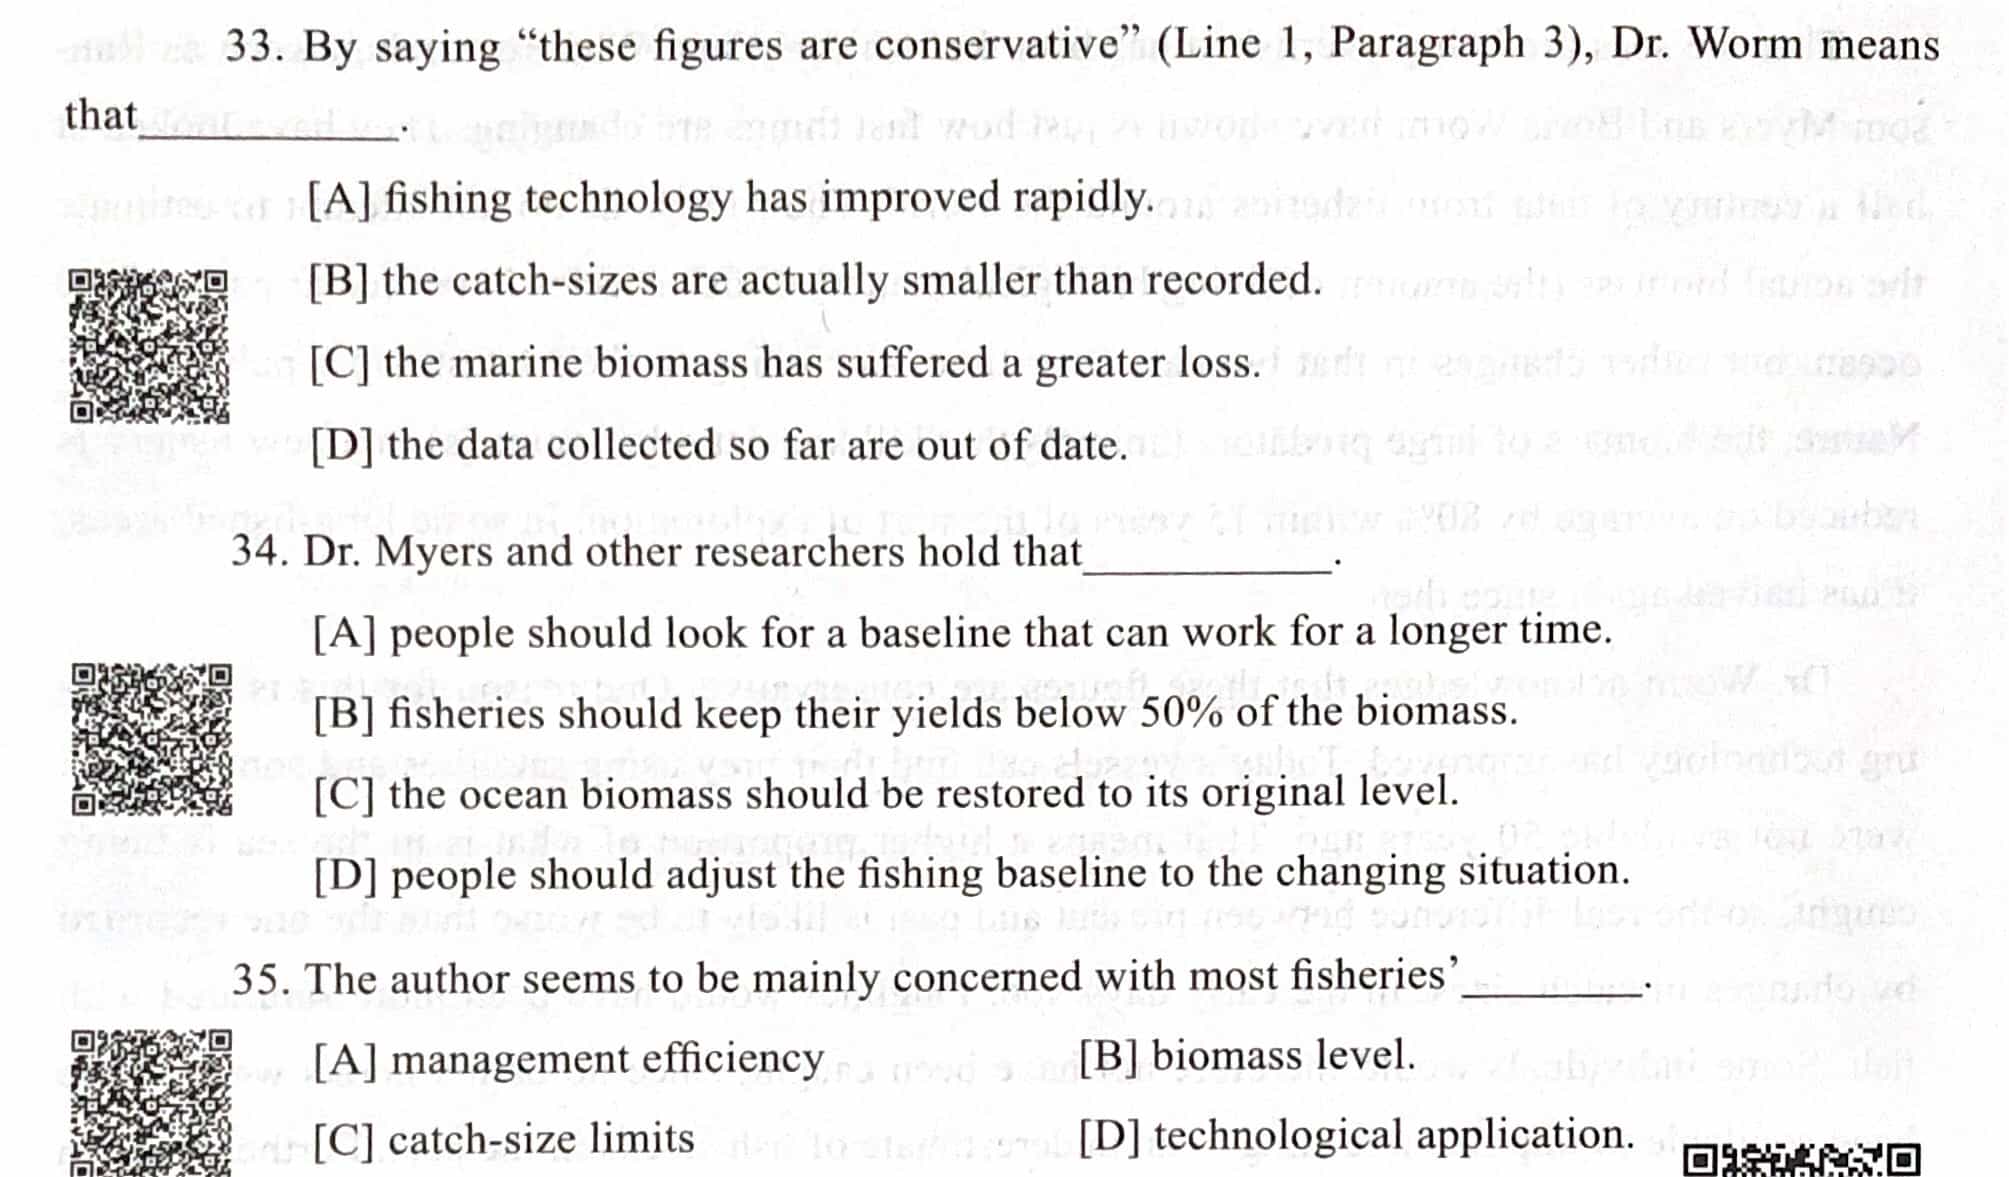 33. By saying “these figures are conservative” (Line 1, Paragraph 3), Dr. Worm means
that__________.
[A] fishing technology has improved rapidly.
[B] the catch-sizes are actually smaller than recorded.
[C] the marine biomass has suffered a greater loss.
[D] the data collected so far are out of date.
34. Dr. Myers and other researchers hold that__________.
[A] people should look for a baseline that can work for a longer time.
[B] fisheries should keep their yields below 50% of the biomass.
[C] the ocean biomass should be restored to its original level.
[D] people should adjust the fishing baseline to the changing situation.
35. The author seems to be mainly concerned with most fisheries’_______.
[A] management efficiency [B] biomass level.
[C] catch-size limits [D] technological application.